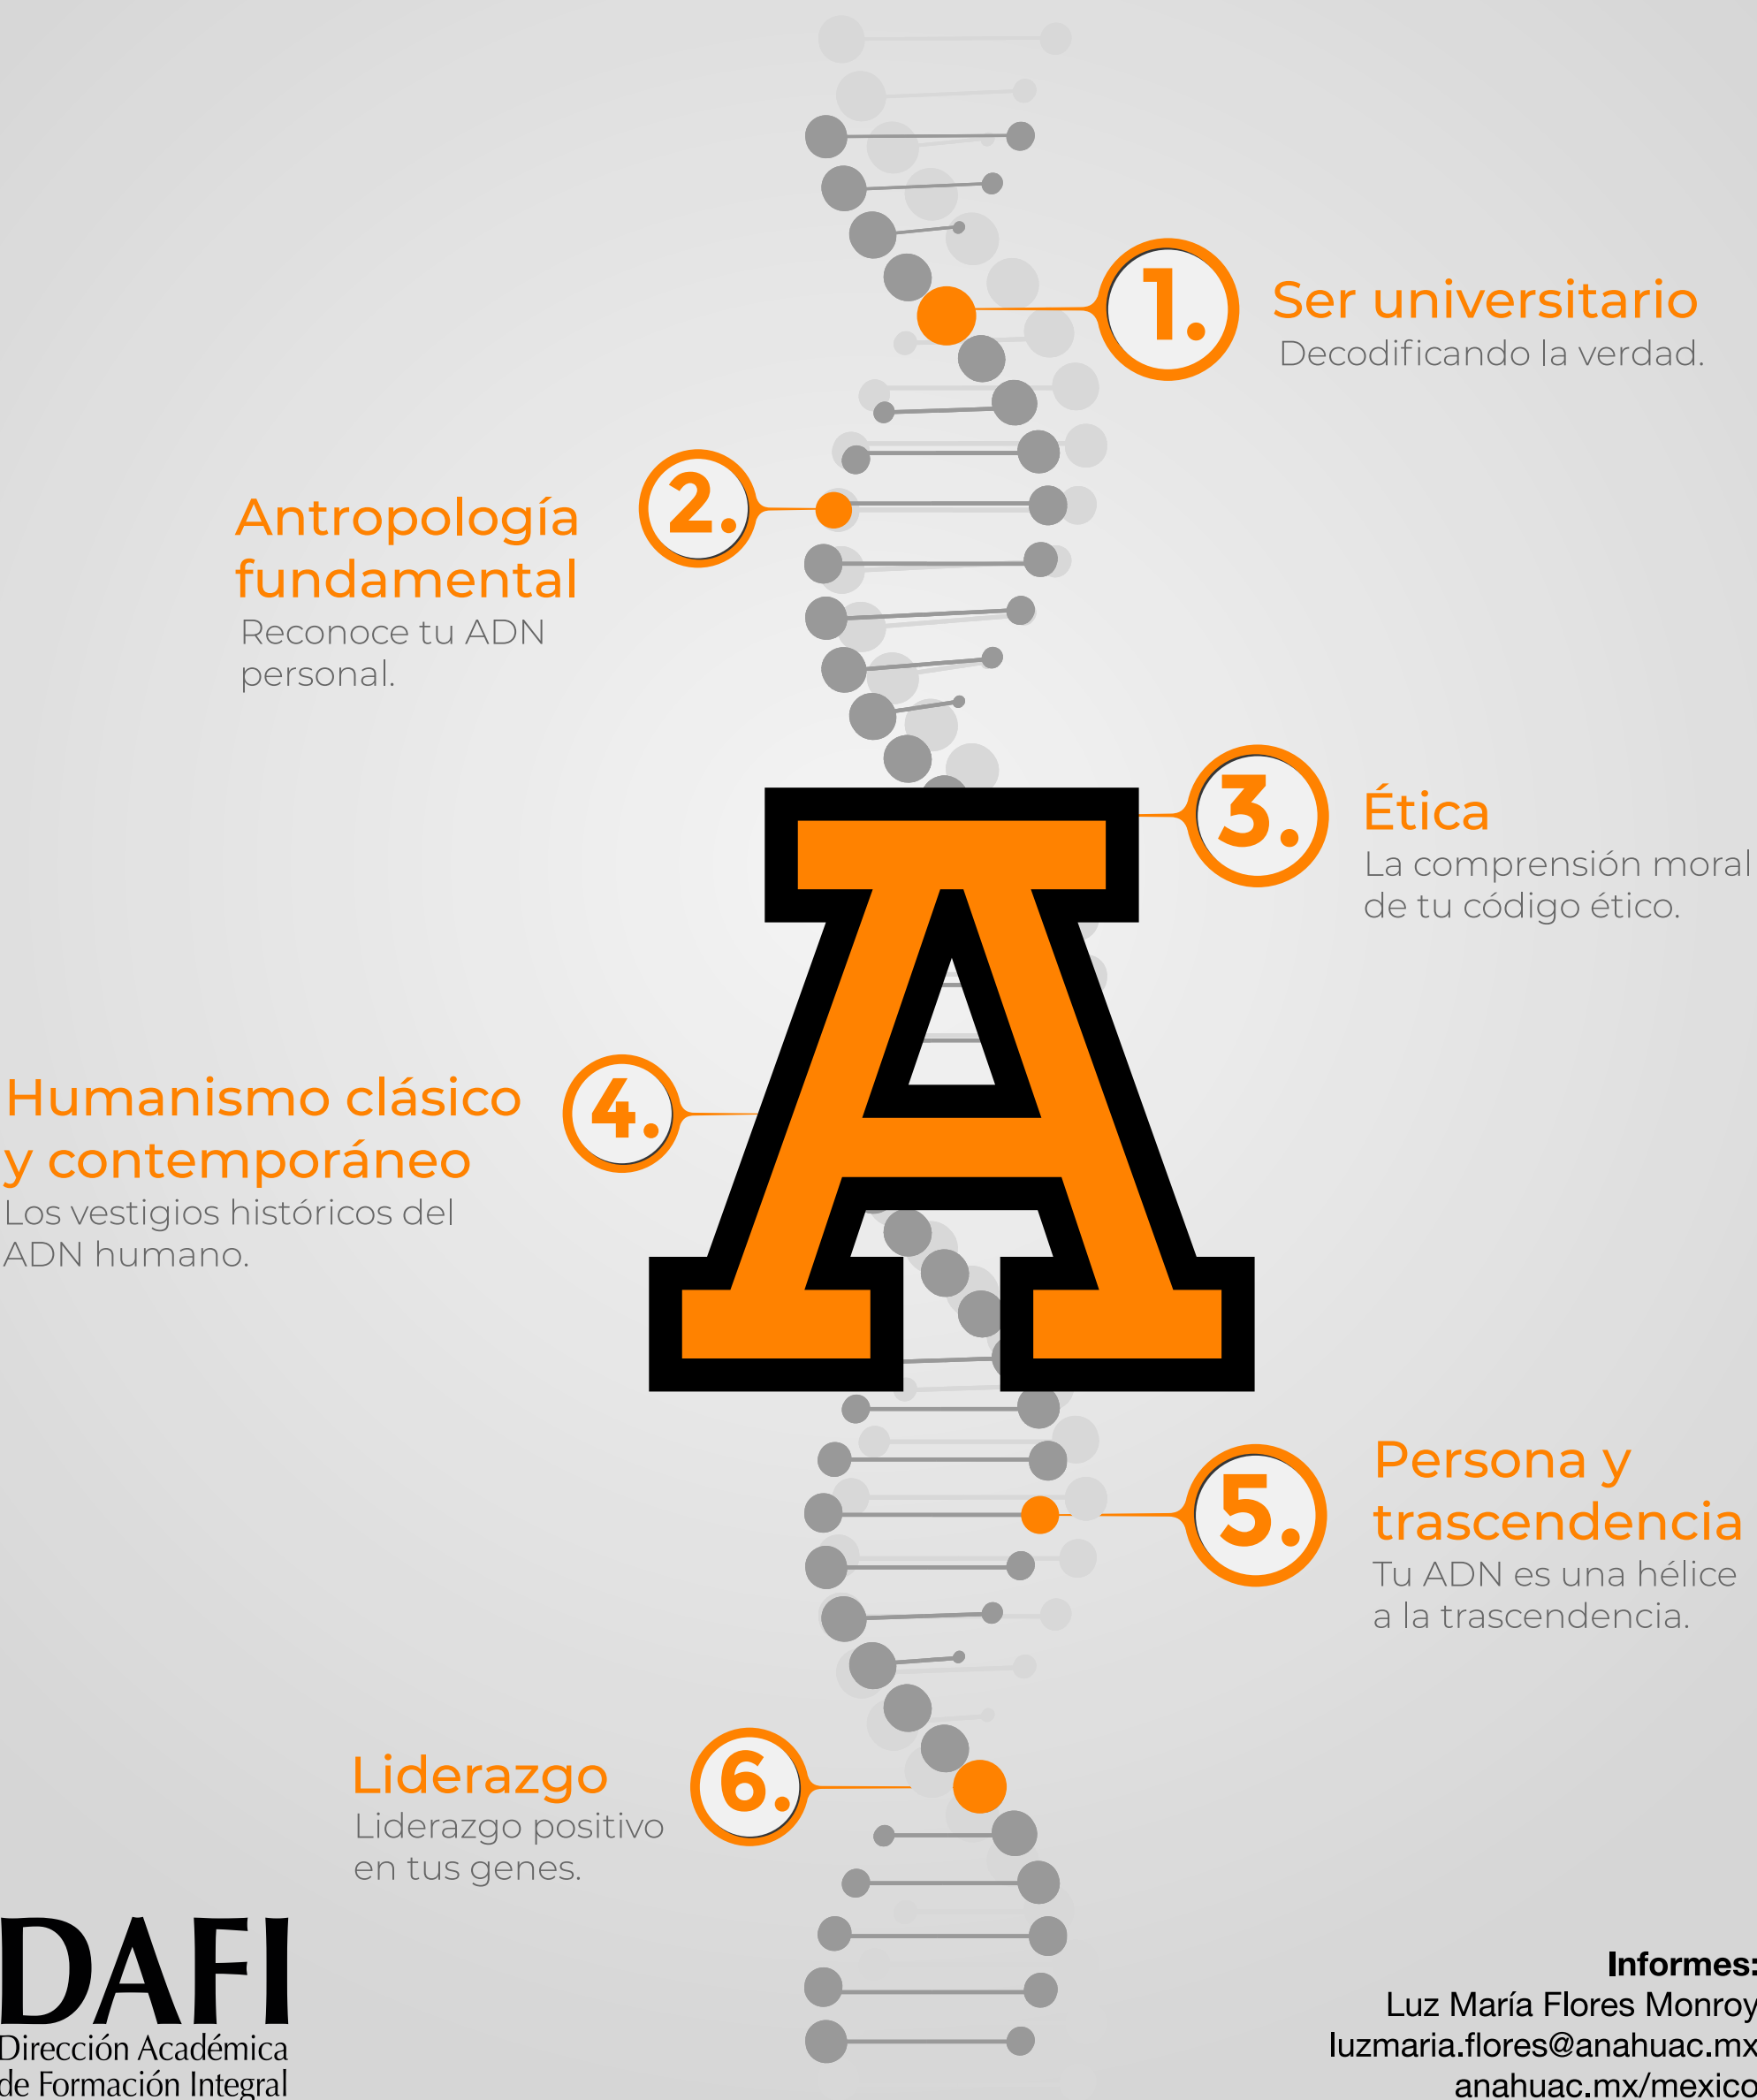 1.
Ser universitario
Decodificando la verdad.
2.
Antropología
fundamental
Reconoce tu ADN
personal.
3.
Ética
La comprensión moral
de tu código ético.
A
4.
Humanismo clásico
y contemporáneo
Los vestigios históricos del
ADN humano.
5.
Persona y
trascendencia
Tu ADN es una hélice
a la trascendencia.
6.
Liderazgo
Liderazgo positivo
en tus genes.
DAFI
Dirección Académica
de Formación Integral
Informes:
Luz María Flores Monroy
luzmaria.flores@anahuac.mx
anahuac.mx/mexico